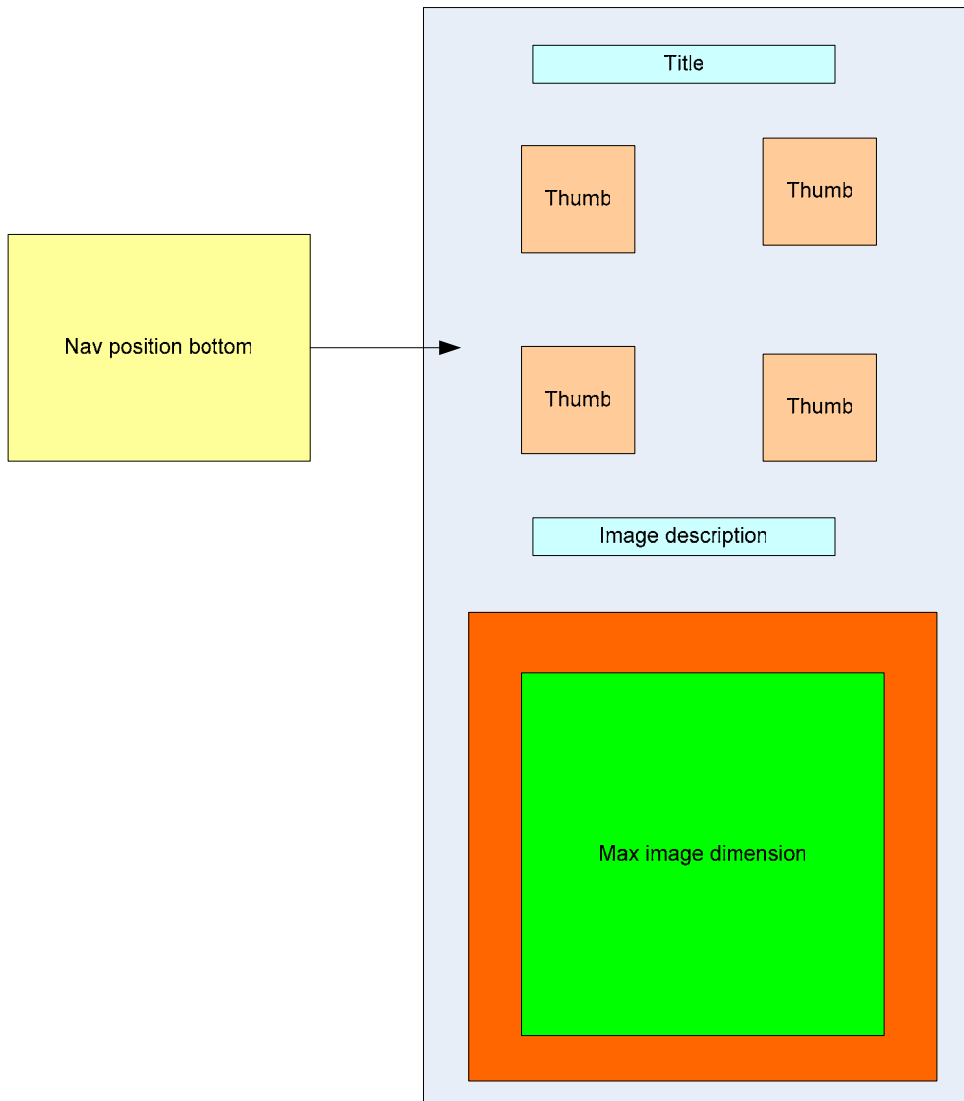 Title
Thumb
Thumb
Nav position bottom
Thumb
Thumb
Image description
Max image dimension